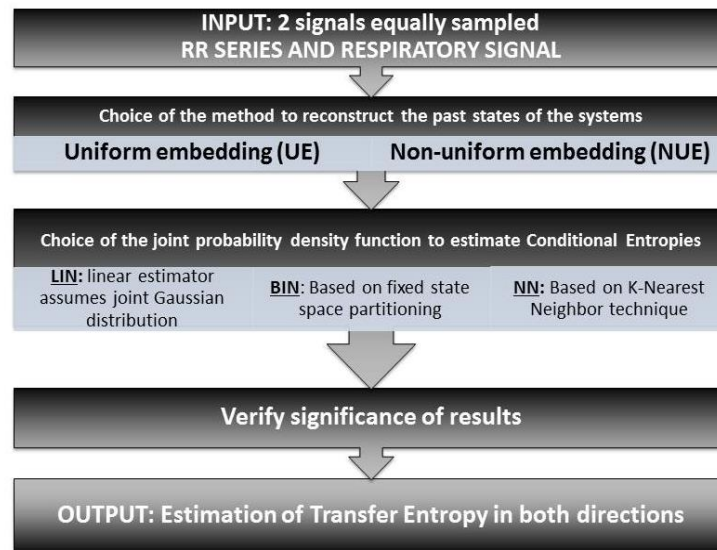 INPUT: 2 signals equally sampled
RR SERIES AND RESPIRATORY SIGNAL
Choice of the method to reconstruct the past states of the systems
Uniform embedding (UE)
Non-uniform embedding (NUE)
Choice of the joint probability density function to estimate Conditional Entropies
LIN: linear estimator
assumes joint Gaussian
distribution
BIN: Based on fixed state
space partitioning
NN: Based on K-Nearest
Neighbor technique
Verify significance of results
OUTPUT: Estimation of Transfer Entropy in both directions